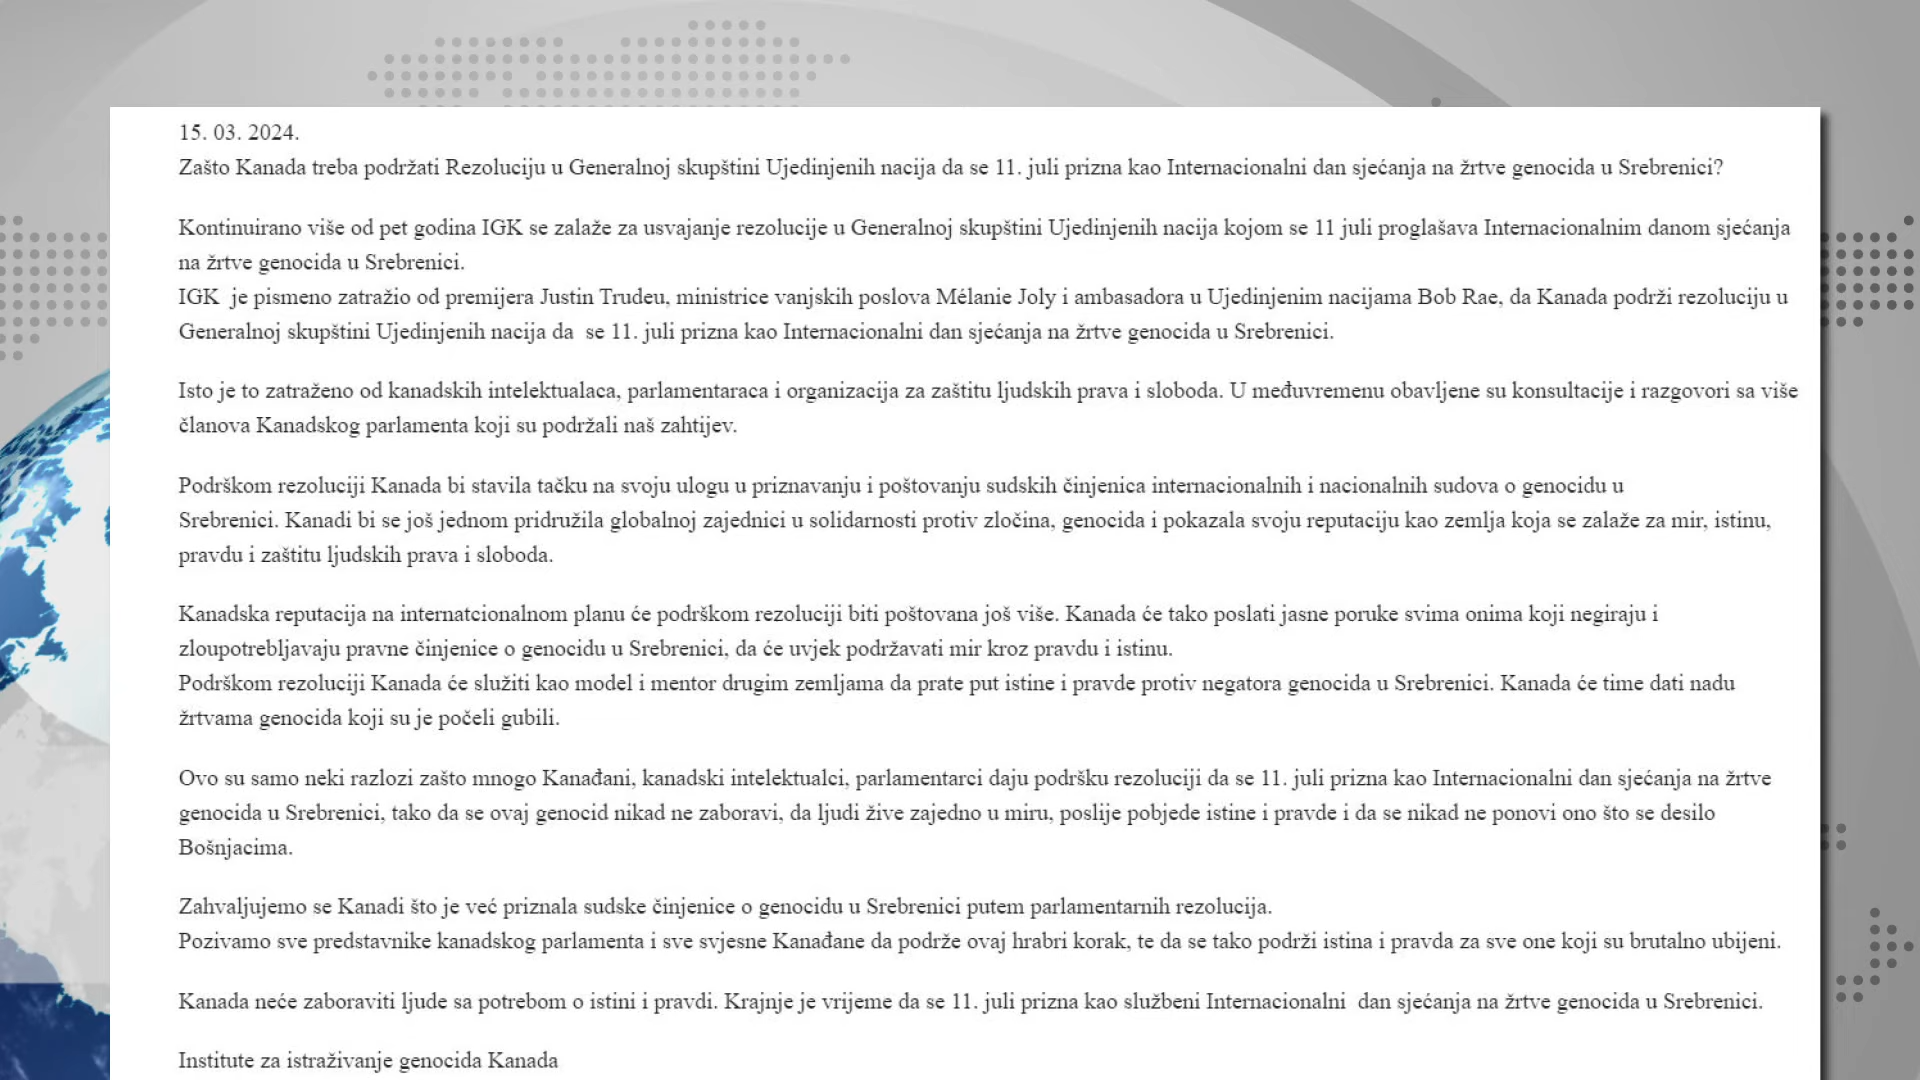 15. 03. 2024.
Zašto Kanada treba podržati Rezoluciju u Generalnoj skupštini Ujedinjenih nacija da se 11. juli prizna kao Internacionalni dan sjećanja na žrtve genocida u Srebrenici?
Kontinuirano više od pet godina IGK se zalaže za usvajanje rezolucije u Generalnoj skupštini Ujedinjenih nacija kojom se 11 juli proglašava Internacionalnim danom sjećanja
na žrtve genocida u Srebrenici.
IGK  je pismeno zatražio od premijera Justin Trudeu, ministrice vanjskih poslova Mélanie Joly i ambasadora u Ujedinjenim nacijama Bob Rae, da Kanada podrži rezoluciju u
Generalnoj skupštini Ujedinjenih nacija da  se 11. juli prizna kao Internacionalni dan sjećanja na žrtve genocida u Srebrenici.
Isto je to zatraženo od kanadskih intelektualaca, parlamentaraca i organizacija za zaštitu ljudskih prava i sloboda. U međuvremenu obavljene su konsultacije i razgovori sa više
članova Kanadskog parlamenta koji su podržali naš zahtijev.
Podrškom rezoluciji Kanada bi stavila tačku na svoju ulogu u priznavanju i poštovanju sudskih činjenica internacionalnih i nacionalnih sudova o genocidu u
Srebrenici. Kanadi bi se još jednom pridružila globalnoj zajednici u solidarnosti protiv zločina, genocida i pokazala svoju reputaciju kao zemlja koja se zalaže za mir, istinu,
pravdu i zaštitu ljudskih prava i sloboda.
Kanadska reputacija na internatcionalnom planu će podrškom rezoluciji biti poštovana još više. Kanada će tako poslati jasne poruke svima onima koji negiraju i
zloupotrebljavaju pravne činjenice o genocidu u Srebrenici, da će uvjek podržavati mir kroz pravdu i istinu.
Podrškom rezoluciji Kanada će služiti kao model i mentor drugim zemljama da prate put istine i pravde protiv negatora genocida u Srebrenici. Kanada će time dati nadu
žrtvama genocida koji su je počeli gubili.
Ovo su samo neki razlozi zašto mnogo Kanađani, kanadski intelektualci, parlamentarci daju podršku rezoluciji da se 11. juli prizna kao Internacionalni dan sjećanja na žrtve
genocida u Srebrenici, tako da se ovaj genocid nikad ne zaboravi, da ljudi žive zajedno u miru, poslije pobjede istine i pravde i da se nikad ne ponovi ono što se desilo
Bošnjacima.
Zahvaljujemo se Kanadi što je već priznala sudske činjenice o genocidu u Srebrenici putem parlamentarnih rezolucija.
Pozivamo sve predstavnike kanadskog parlamenta i sve svjesne Kanađane da podrže ovaj hrabri korak, te da se tako podrži istina i pravda za sve one koji su brutalno ubijeni.
Kanada neće zaboraviti ljude sa potrebom o istini i pravdi. Krajnje je vrijeme da se 11. juli prizna kao službeni Internacionalni  dan sjećanja na žrtve genocida u Srebrenici.
Institute za istraživanje genocida Kanada